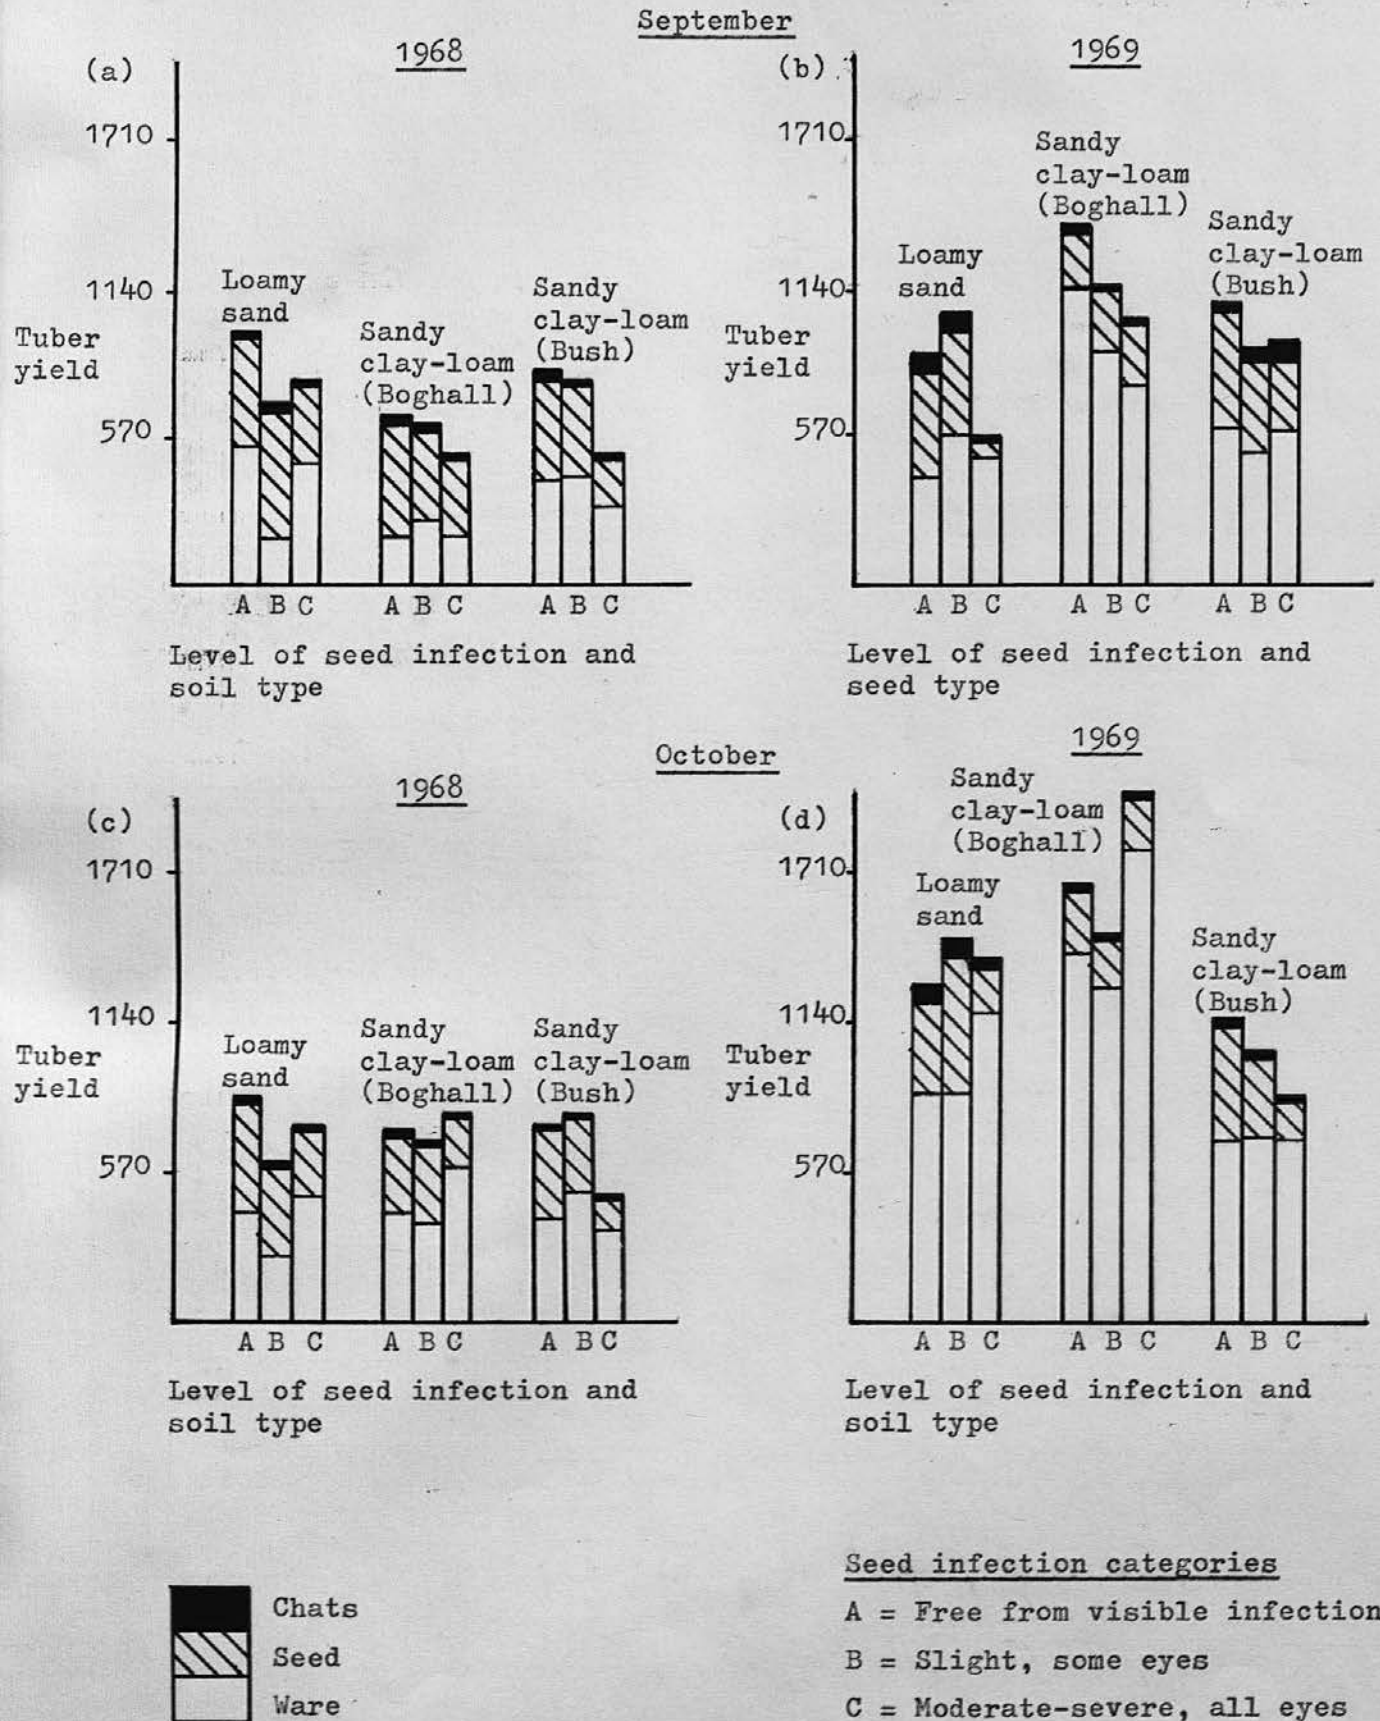 September
1968
(a)
1710
1140
570
Tuber
yield
Loamy
sand
Sandy
clay-loam
(Boghall)
Sandy
clay-loam
(Bush)
A B C
A B C
A B C
Level of seed infection and
soil type
1969
(b)
1710
1140
570
Tuber
yield
Loamy
sand
Sandy
clay-loam
(Boghall)
Sandy
clay-loam
(Bush)
A B C
A B C
A B C
Level of seed infection and
seed type
October
1968
(c)
1710
1140
570
Tuber
yield
Loamy
sand
Sandy
clay-loam
(Boghall)
Sandy
clay-loam
(Bush)
A B C
A B C
A B C
Level of seed infection and
soil type
1969
(d)
1710
1140
570
Tuber
yield
Loamy
sand
Sandy
clay-loam
(Boghall)
Sandy
clay-loam
(Bush)
A B C
A B C
A B C
Level of seed infection and
soil type
Chats
Seed
Ware
Seed infection categories
A = Free from visible infection
B = Slight, some eyes
C = Moderate-severe, all eyes